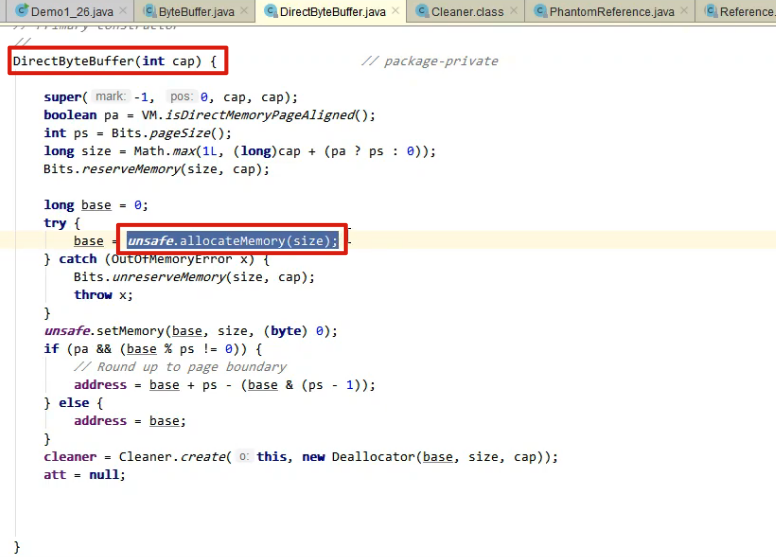 Demo1_26.java × ByteBuffer.java × DirectByteBuffer.java × Cleaner.class × PhantomReference.java × Reference.
// Primary constructor
//
DirectByteBuffer(int cap) { // package-private
super( mark: -1, pos: 0, cap, cap);
boolean pa = VM.isDirectMemoryPageAligned();
int ps = Bits.pageSize();
long size = Math.max(1L, (long)cap + (pa ? ps : 0));
Bits.reserveMemory(size, cap);
long base = 0;
try {
base = unsafe.allocateMemory(size);
} catch (OutOfMemoryError x) {
Bits.unreserveMemory(size, cap);
throw x;
}
unsafe.setMemory(base, size, (byte) 0);
if (pa && (base % ps != 0)) {
// Round up to page boundary
address = base + ps - (base & (ps - 1));
} else {
address = base;
}
cleaner = Cleaner.create( o: this, new Deallocator(base, size, cap));
att = null;
}